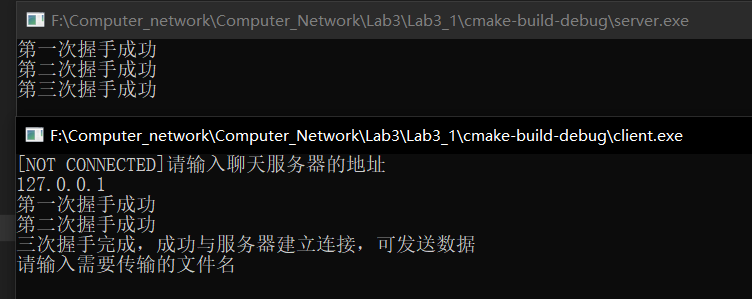 F:\Computer_network\Computer_Network\Lab3\Lab3_1\cmake-build-debug\server.exe
第一次握手成功
第二次握手成功
第三次握手成功
F:\Computer_network\Computer_Network\Lab3\Lab3_1\cmake-build-debug\client.exe
[NOT CONNECTED]请输入聊天服务器的地址
127.0.0.1
第一次握手成功
第二次握手成功
三次握手完成，成功与服务器建立连接，可发送数据
请输入需要传输的文件名